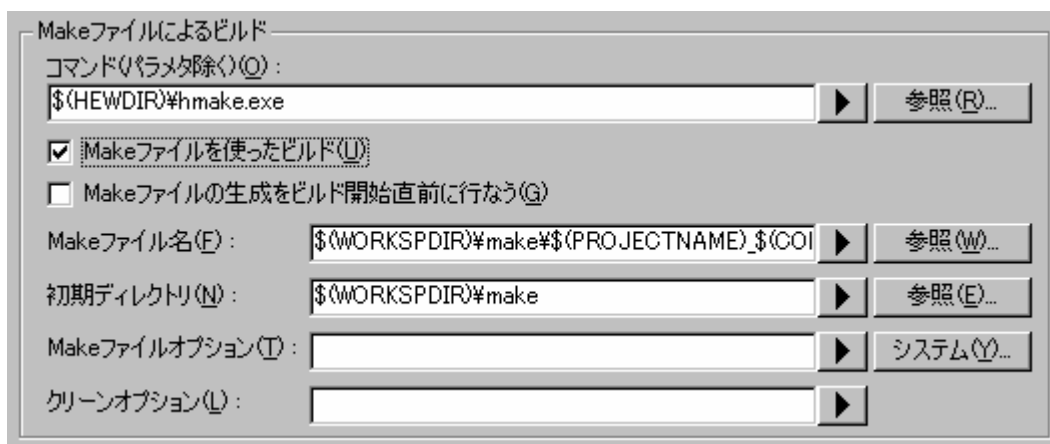 Makeファイルによるビルド
コマンド(パラメタ除く)(O) :
$(HEWDIR)¥hmake.exe
参照(R)...
Makeファイルを使ったビルド(U)
Makeファイルの生成をビルド開始直前に行なう(G)
Makeファイル名(F) : $(WORKSPDIR)¥make¥$(PROJECTNAME)_$(CO 参照(W)...
初期ディレクトリ(N) : $(WORKSPDIR)¥make 参照(E)...
Makeファイルオプション(T) : システム(Y)...
クリーンオプション(L) :